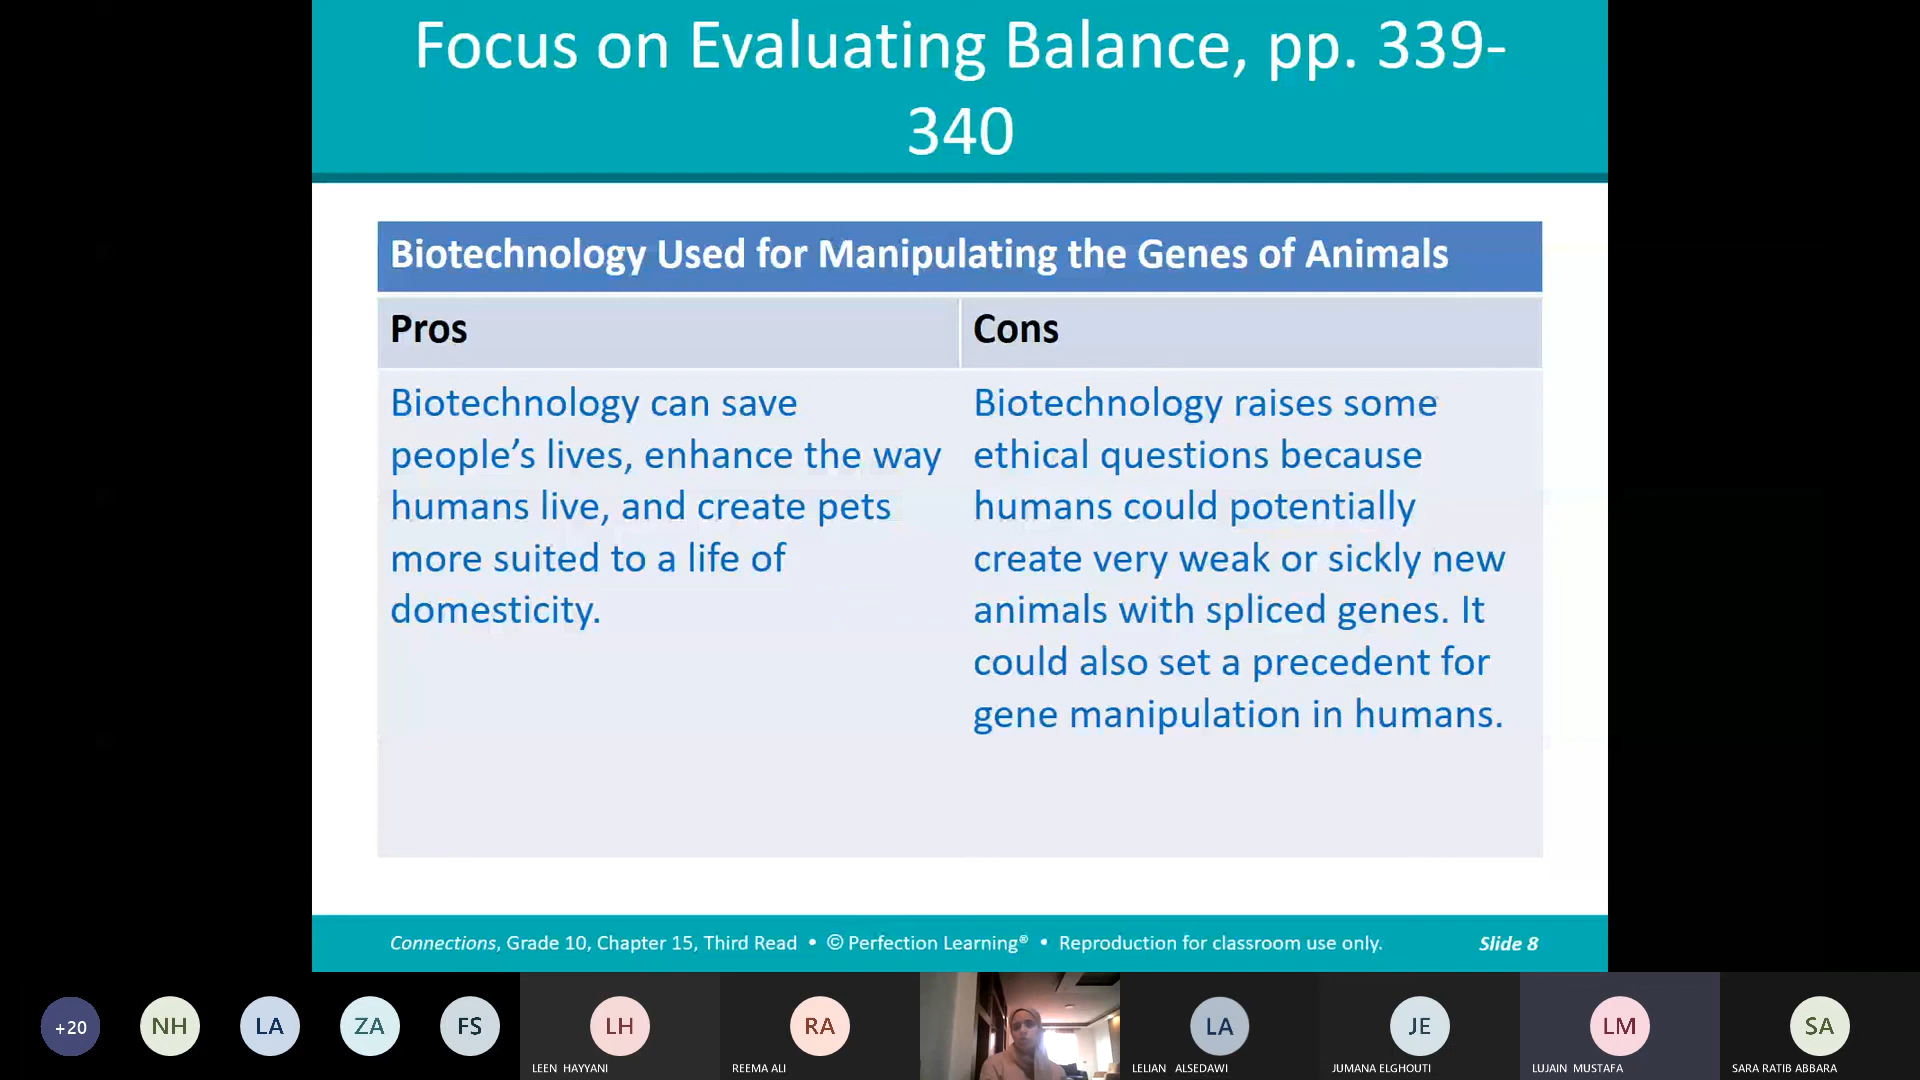 Focus on Evaluating Balance, pp. 339-
340
Biotechnology Used for Manipulating the Genes of Animals
Pros
Cons
Biotechnology can save
people’s lives, enhance the way
humans live, and create pets
more suited to a life of
domesticity.
Biotechnology raises some
ethical questions because
humans could potentially
create very weak or sickly new
animals with spliced genes. It
could also set a precedent for
gene manipulation in humans.
Connections, Grade 10, Chapter 15, Third Read • © Perfection Learning® • Reproduction for classroom use only.
Slide 8
+20
NH
LA
ZA
FS
LH
LEEN HAYYANI
RA
REEMA ALI
LA
LELIAN ALSEDAWI
JE
JUMANA ELGHOUTI
LM
LUJAIN MUSTAFA
SA
SARA RATIB ABBARA